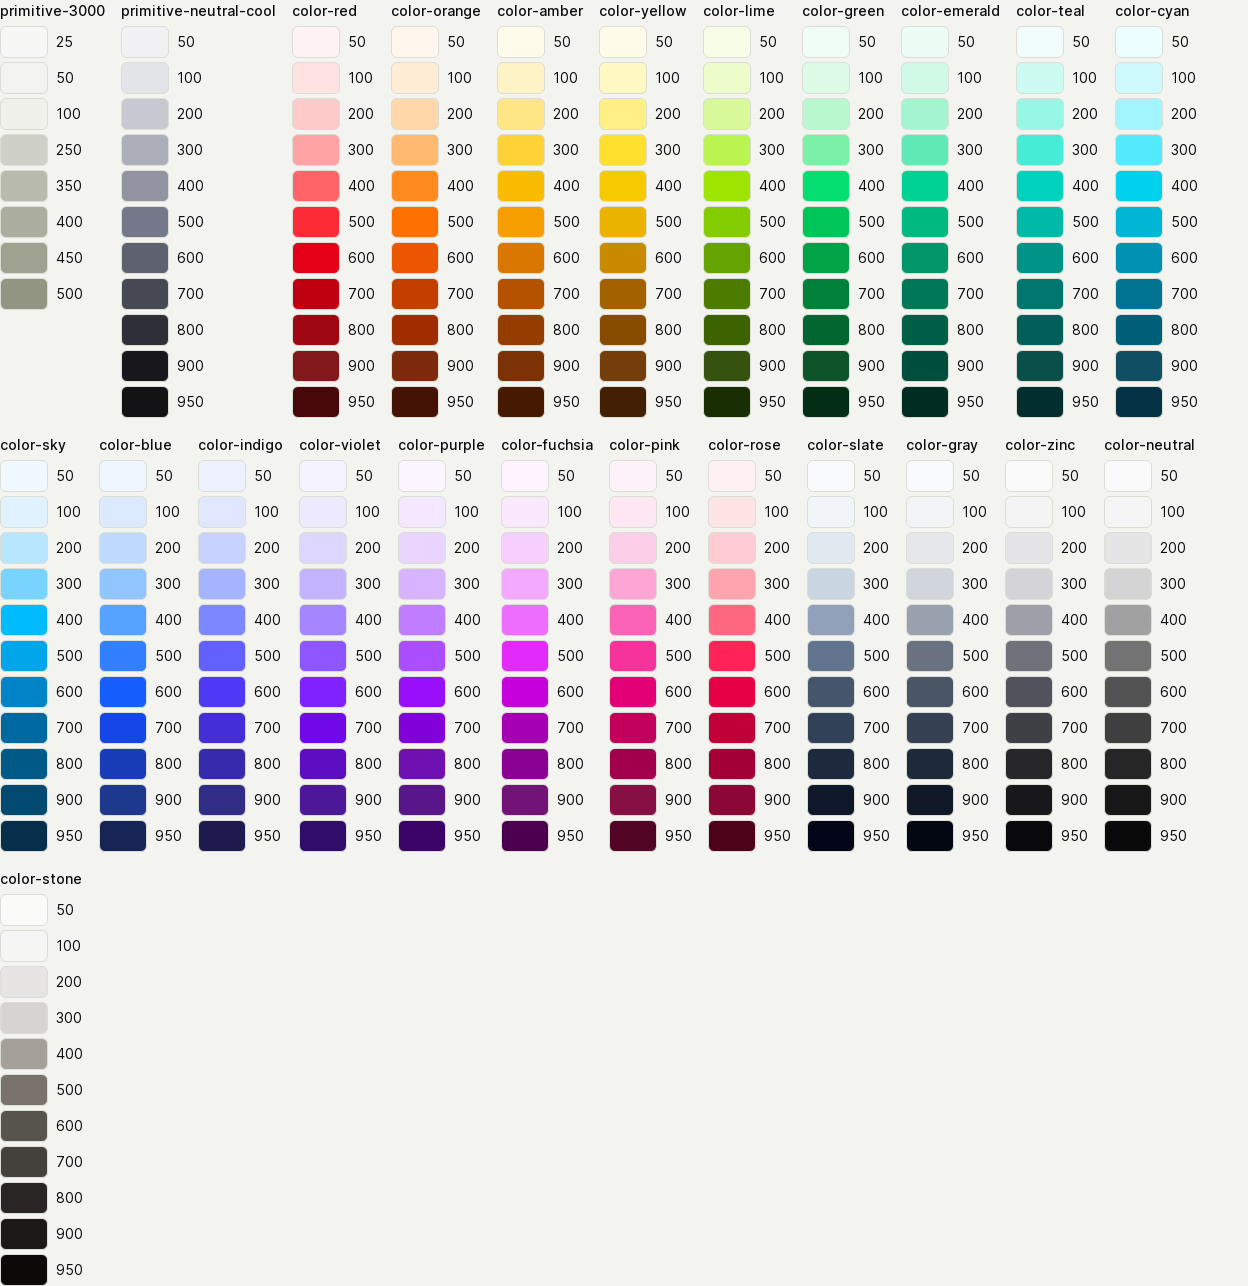 primitive-3000 primitive-neutral-cool color-red color-orange color-amber color-yellow color-lime color-green color-emerald color-teal color-cyan
25 50 50 50 50 50 50 50 50 50 50
50 100 100 100 100 100 100 100 100 100 100
100 200 200 200 200 200 200 200 200 200 200
250 300 300 300 300 300 300 300 300 300 300
350 400 400 400 400 400 400 400 400 400 400
400 500 500 500 500 500 500 500 500 500 500
450 600 600 600 600 600 600 600 600 600 600
500 700 700 700 700 700 700 700 700 700 700
800 800 800 800 800 800 800 800 800 800
900 900 900 900 900 900 900 900 900 900
950 950 950 950 950 950 950 950 950 950
color-sky color-blue color-indigo color-violet color-purple color-fuchsia color-pink color-rose color-slate color-gray color-zinc color-neutral
50 50 50 50 50 50 50 50 50 50 50 50
100 100 100 100 100 100 100 100 100 100 100 100
200 200 200 200 200 200 200 200 200 200 200 200
300 300 300 300 300 300 300 300 300 300 300 300
400 400 400 400 400 400 400 400 400 400 400 400
500 500 500 500 500 500 500 500 500 500 500 500
600 600 600 600 600 600 600 600 600 600 600 600
700 700 700 700 700 700 700 700 700 700 700 700
800 800 800 800 800 800 800 800 800 800 800 800
900 900 900 900 900 900 900 900 900 900 900 900
950 950 950 950 950 950 950 950 950 950 950 950
color-stone
50
100
200
300
400
500
600
700
800
900
950